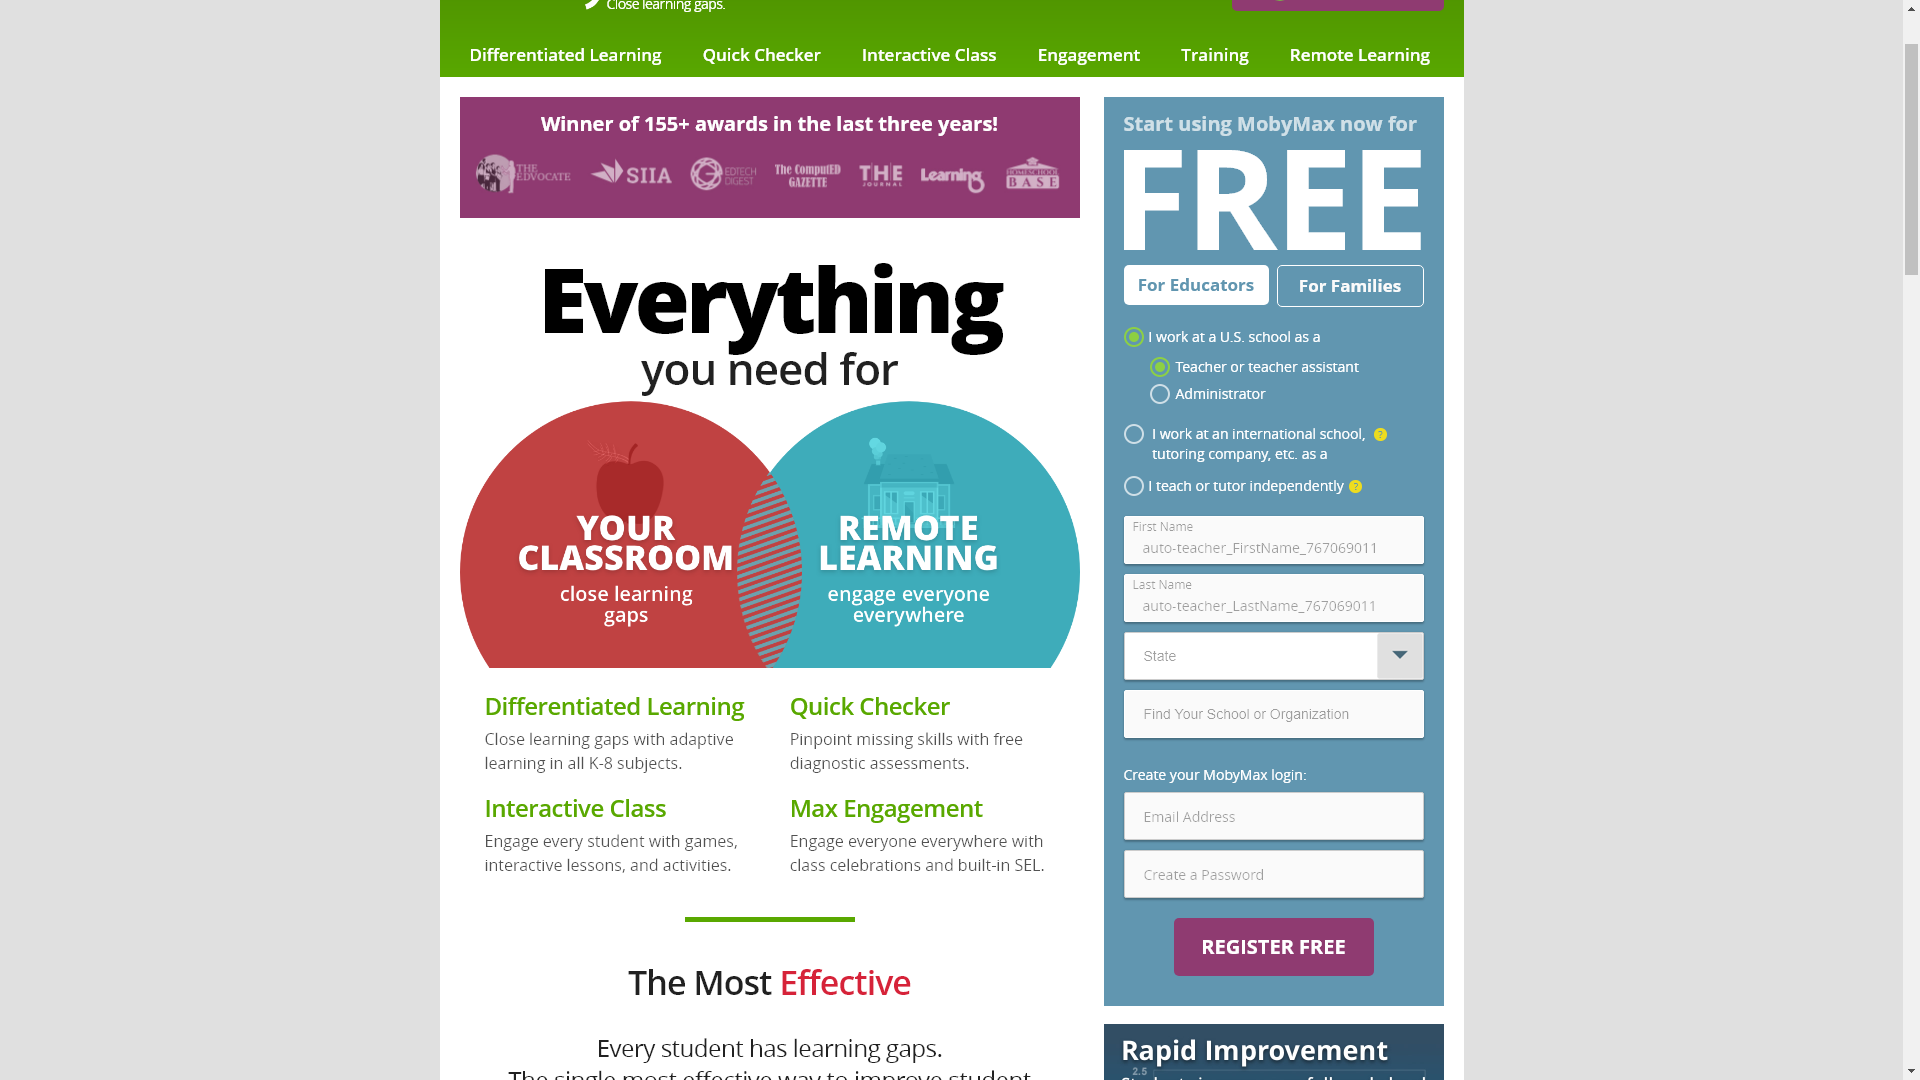 Close learning gaps.
Differentiated Learning
Quick Checker
Interactive Class
Engagement
Training
Remote Learning
Winner of 155+ awards in the last three years!
THE EDVOCATE
SIIA
EDTECH DIGEST
The CompuED GAZETTE
THE JOURNAL
Learning
HOMESCHOOL BASE
Everything
you need for
YOUR
CLASSROOM
close learning
gaps
REMOTE
LEARNING
engage everyone
everywhere
Differentiated Learning
Close learning gaps with adaptive
learning in all K-8 subjects.
Quick Checker
Pinpoint missing skills with free
diagnostic assessments.
Interactive Class
Engage every student with games,
interactive lessons, and activities.
Max Engagement
Engage everyone everywhere with
class celebrations and built-in SEL.
The Most Effective
Every student has learning gaps.
The single most effective way to improve student
Start using MobyMax now for
FREE
For Educators
For Families
I work at a U.S. school as a
Teacher or teacher assistant
Administrator
I work at an international school, ?
tutoring company, etc. as a
I teach or tutor independently ?
First Name
auto-teacher_FirstName_767069011
Last Name
auto-teacher_LastName_767069011
State
Find Your School or Organization
Create your MobyMax login:
Email Address
Create a Password
REGISTER FREE
Rapid Improvement
2.5